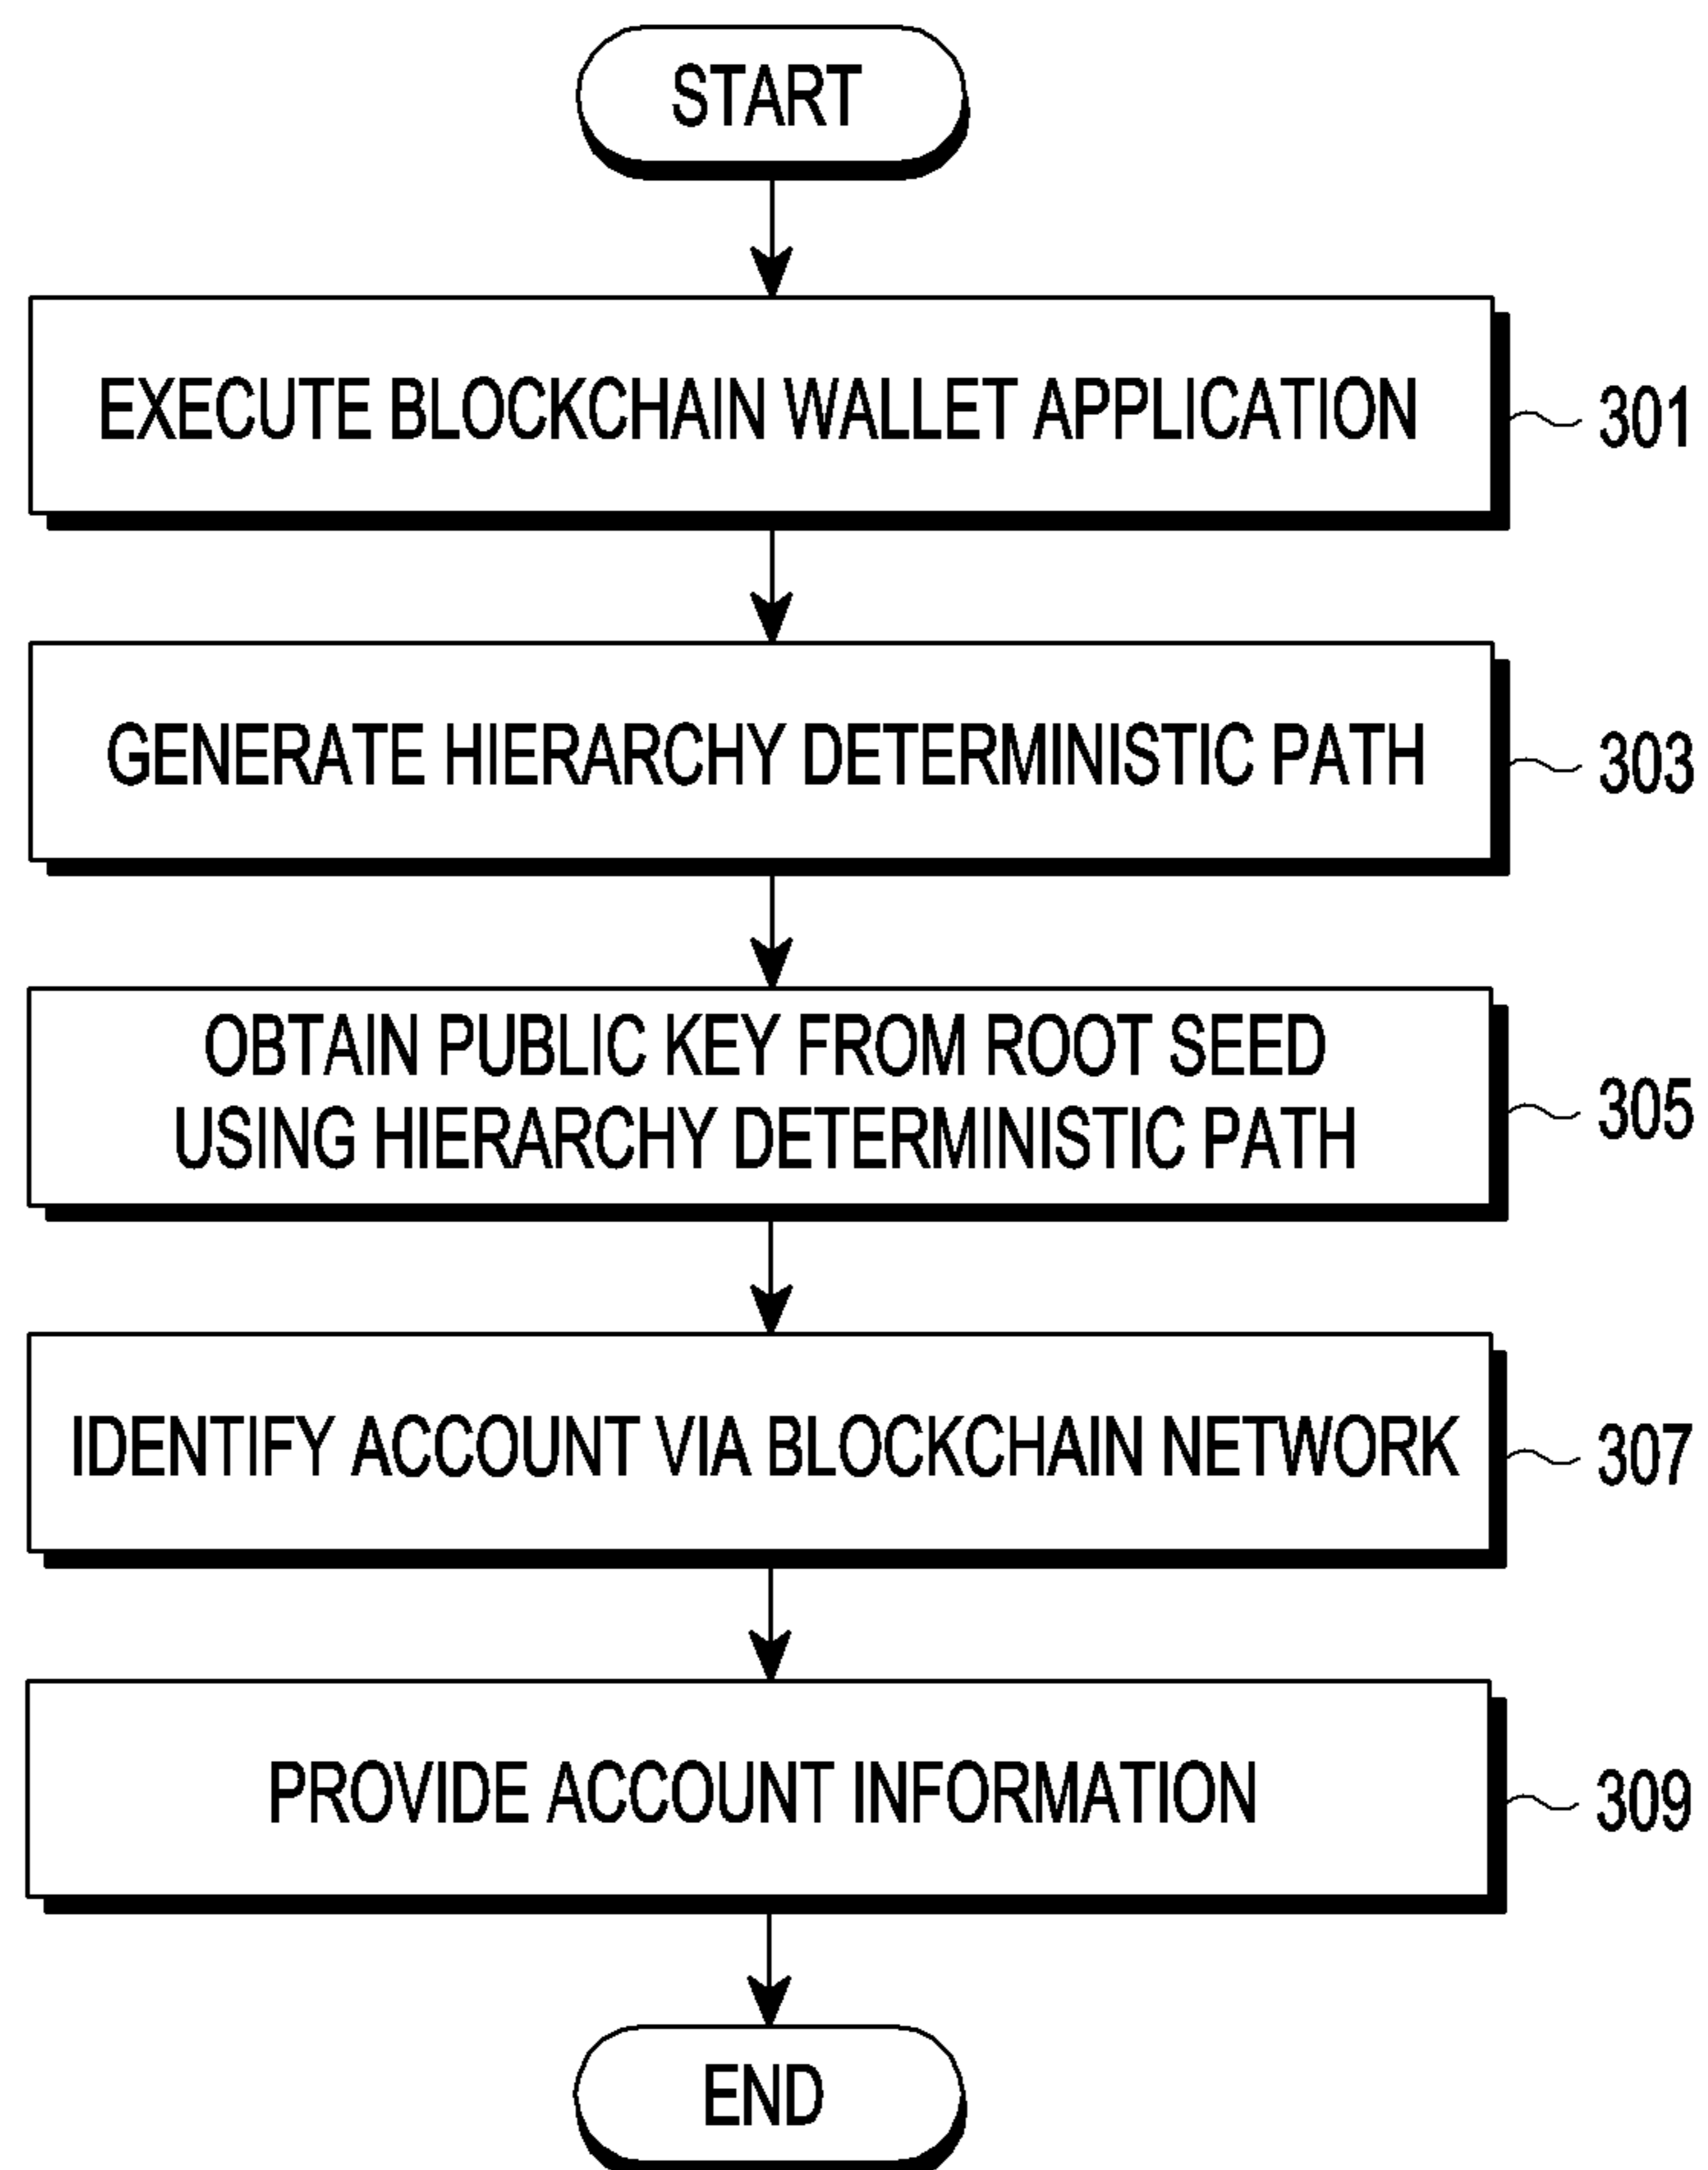 START
EXECUTE BLOCKCHAIN WALLET APPLICATION
301
GENERATE HIERARCHY DETERMINISTIC PATH
303
OBTAIN PUBLIC KEY FROM ROOT SEED
USING HIERARCHY DETERMINISTIC PATH
305
IDENTIFY ACCOUNT VIA BLOCKCHAIN NETWORK
307
PROVIDE ACCOUNT INFORMATION
309
END